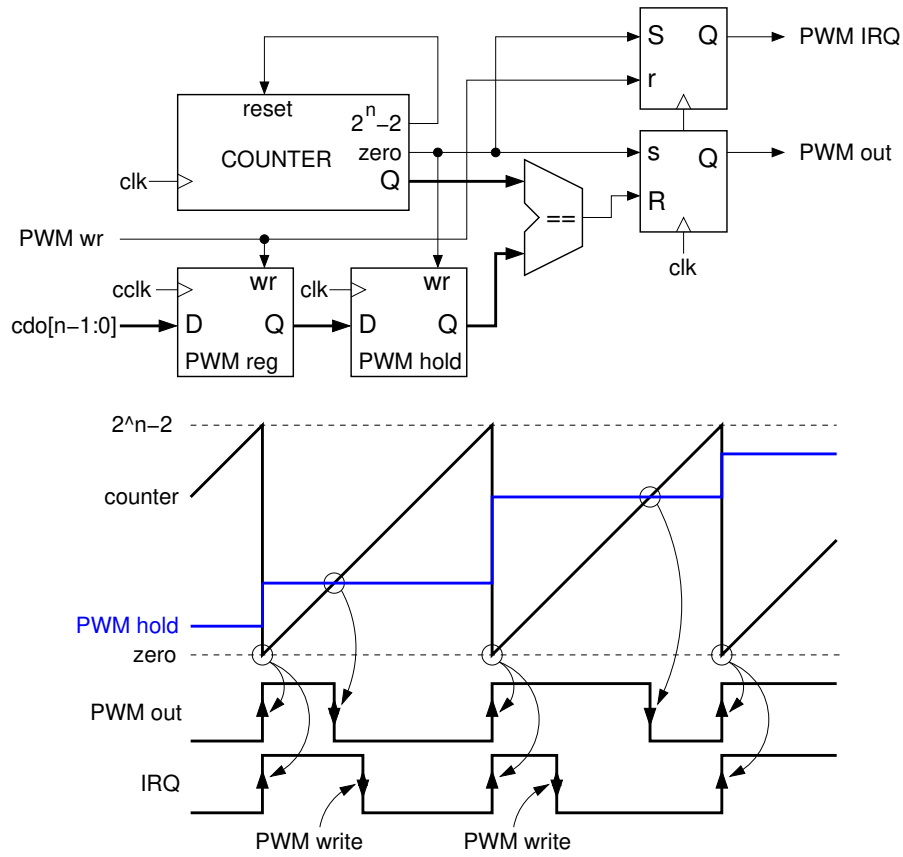 S Q PWM IRQ
r
reset
2^n−2
COUNTER
zero
s Q PWM out
clk
Q
R
==
PWM wr
clk
wr
wr
cclk
clk
cdo[n−1:0]
D Q
D Q
PWM reg
PWM hold
2^n−2
counter
PWM hold
zero
PWM out
IRQ
PWM write
PWM write